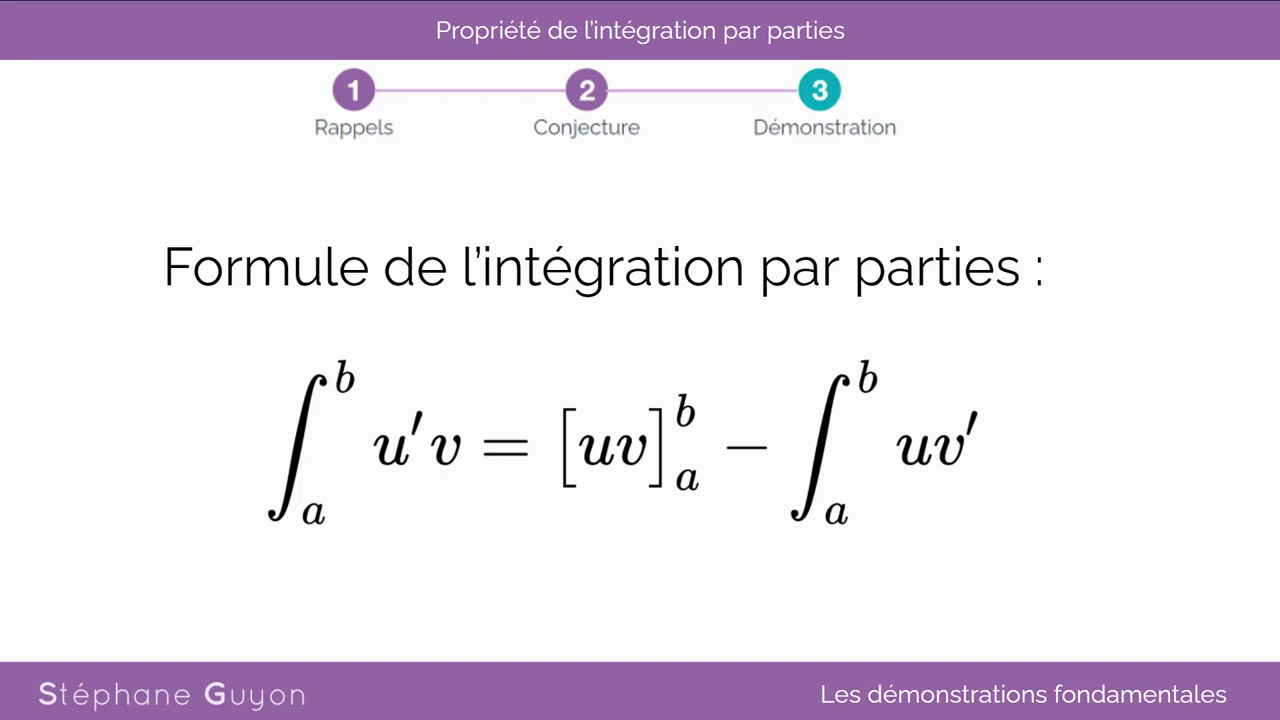 Propriété de l’intégration par parties
1 2 3
Rappels Conjecture Démonstration
Formule de l’intégration par parties :
∫_a^b u′v = [uv]_a^b − ∫_a^b uv′
Stéphane Guyon Les démonstrations fondamentales